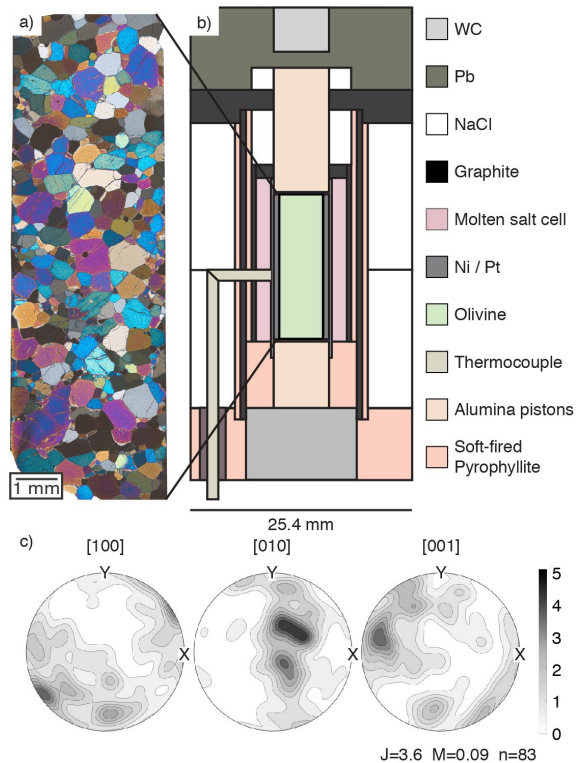 a)
b)
WC
Pb
NaCl
Graphite
Molten salt cell
Ni / Pt
Olivine
Thermocouple
Alumina pistons
Soft-fired
Pyrophyllite
1 mm
25.4 mm
c)
[100]
[010]
[001]
Y
Y
Y
X
X
X
5
4
3
2
1
0
J=3.6 M=0.09 n=83